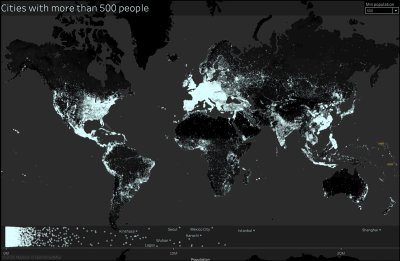 Cities with more than 500 people
Min population
500
Kinshasa
Seoul
Mexico City
Istanbul
Shanghai
Karachi
Wuhan
Lagos
0M
10M
20M
Population